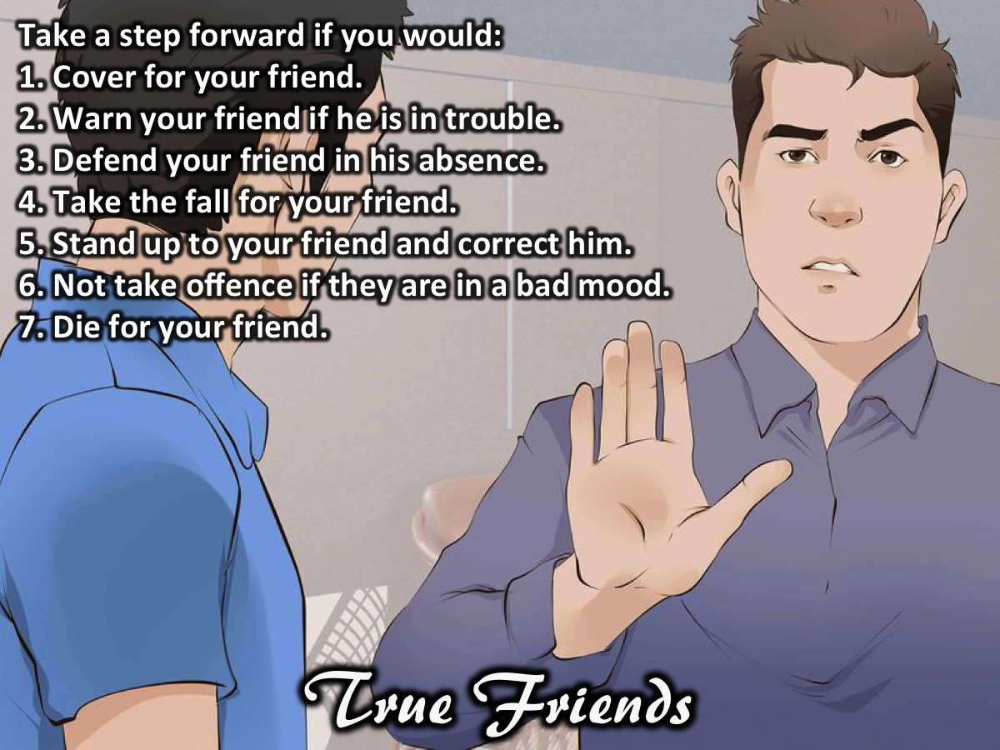 Take a step forward if you would:
1. Cover for your friend.
2. Warn your friend if he is in trouble.
3. Defend your friend in his absence.
4. Take the fall for your friend.
5. Stand up to your friend and correct him.
6. Not take offence if they are in a bad mood.
7. Die for your friend.
True Friends